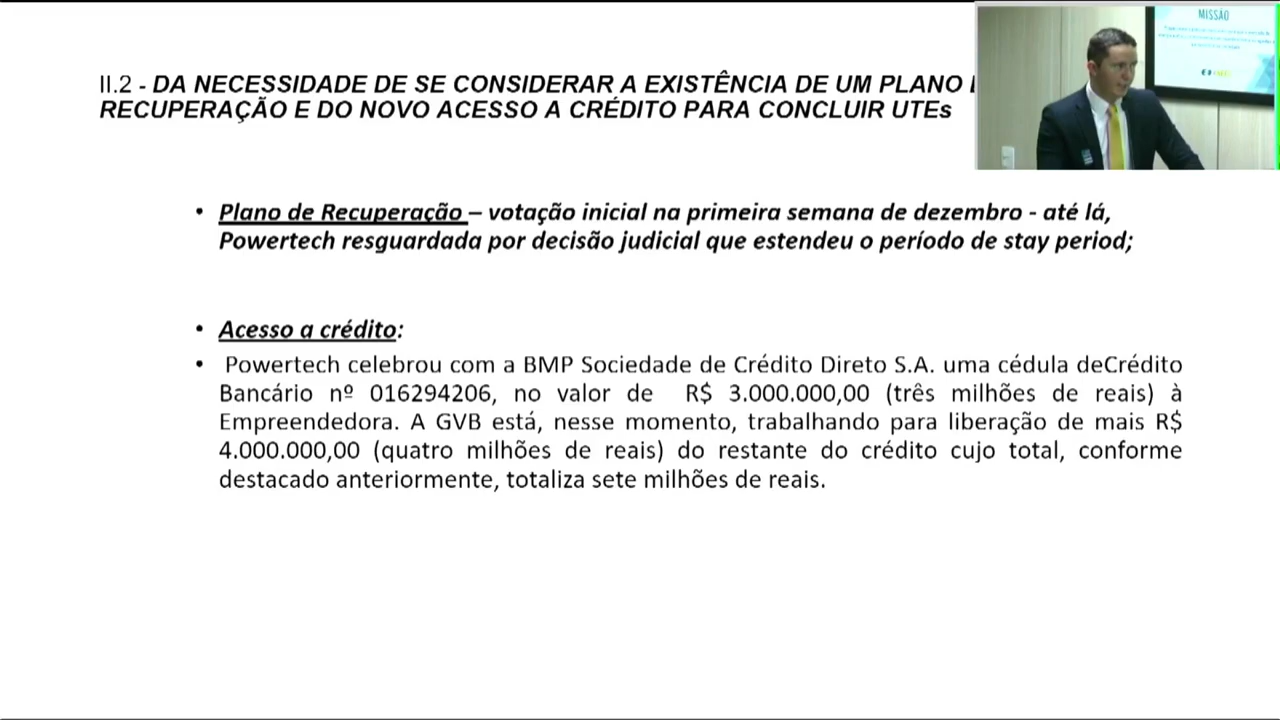 MISSÃO
II.2 - DA NECESSIDADE DE SE CONSIDERAR A EXISTÊNCIA DE UM PLANO
RECUPERAÇÃO E DO NOVO ACESSO A CRÉDITO PARA CONCLUIR UTEs
• Plano de Recuperação – votação inicial na primeira semana de dezembro - até lá,
Powertech resguardada por decisão judicial que estendeu o período de stay period;
• Acesso a crédito:
• Powertech celebrou com a BMP Sociedade de Crédito Direto S.A. uma cédula deCrédito
Bancário nº 016294206, no valor de R$ 3.000.000,00 (três milhões de reais) à
Empreendedora. A GVB está, nesse momento, trabalhando para liberação de mais R$
4.000.000,00 (quatro milhões de reais) do restante do crédito cujo total, conforme
destacado anteriormente, totaliza sete milhões de reais.